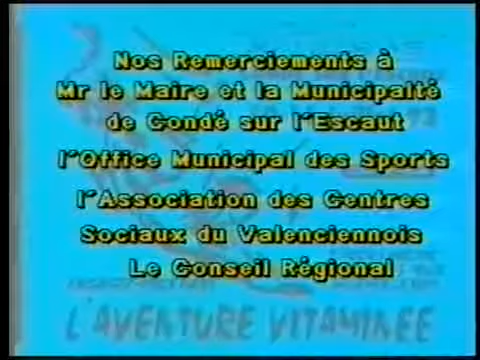 Nos Remerciements à
Mr le Maire et la Municipalté
de Condé sur l'Escaut
l'Office Municipal des Sports
l'Association des Centres
Sociaux du Valenciennois
Le Conseil Régional
L'AVENTURE VITAMINEE